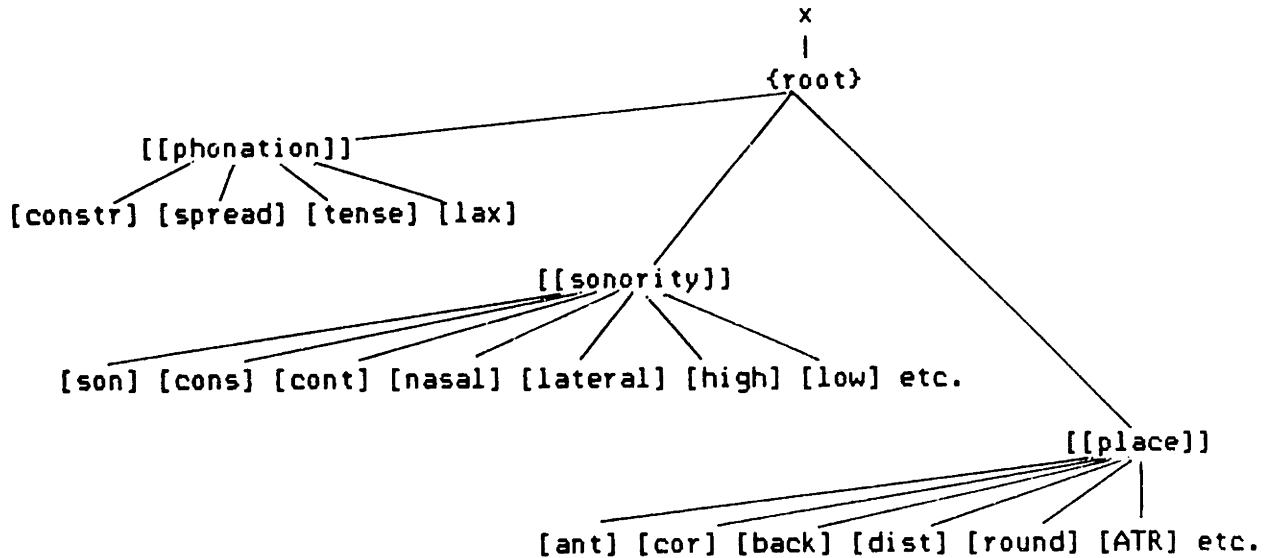 x
{root}
[[phonation]]
[constr] [spread] [tense] [lax]
[[sonority]]
[son] [cons] [cont] [nasal] [lateral] [high] [low] etc.
[[place]]
[ant] [cor] [back] [dist] [round] [ATR] etc.